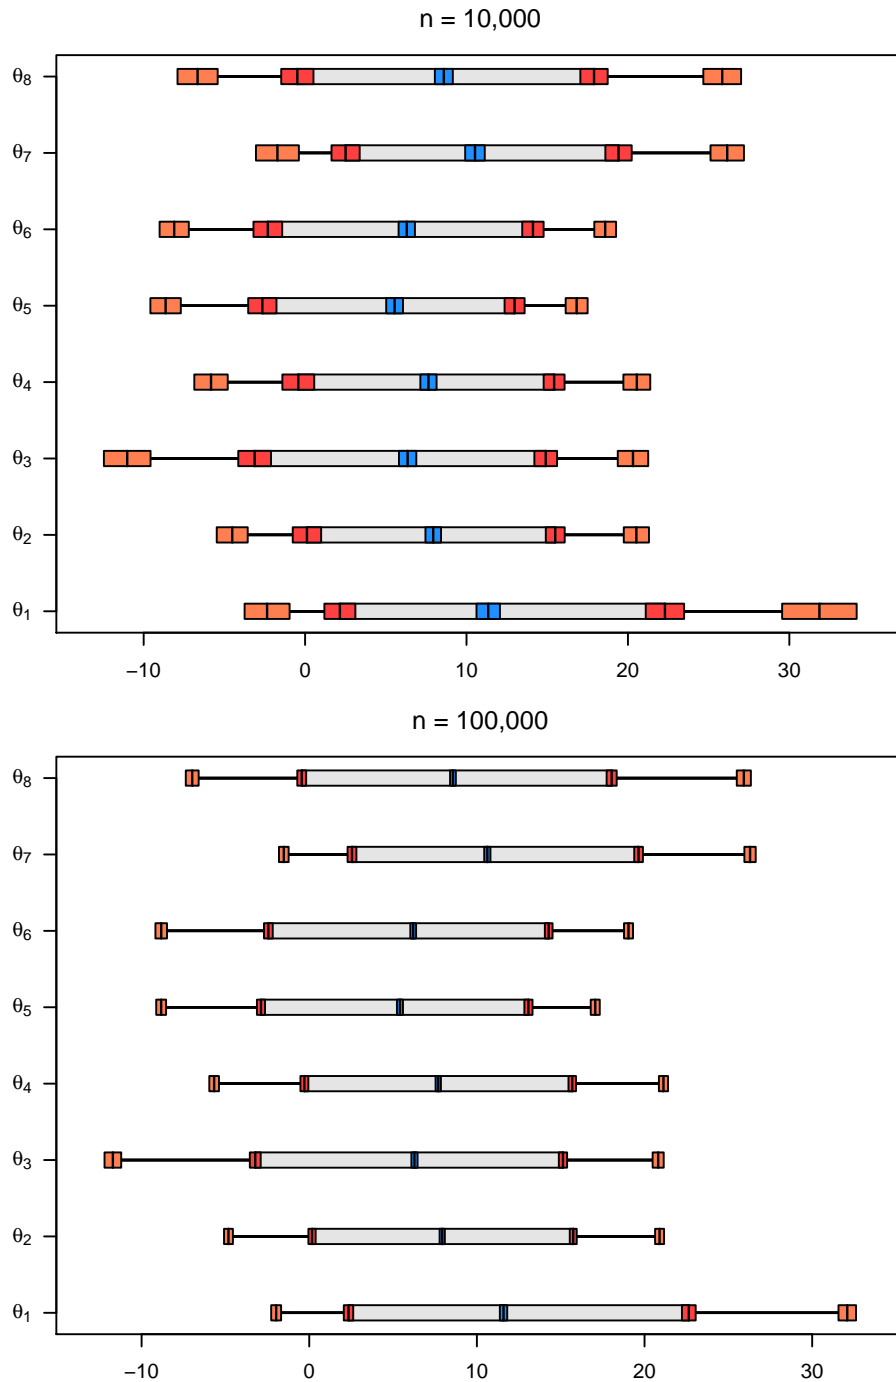 n = 10,000
θ₈
θ₇
θ₆
θ₅
θ₄
θ₃
θ₂
θ₁
−10 0 10 20 30
n = 100,000
θ₈
θ₇
θ₆
θ₅
θ₄
θ₃
θ₂
θ₁
−10 0 10 20 30